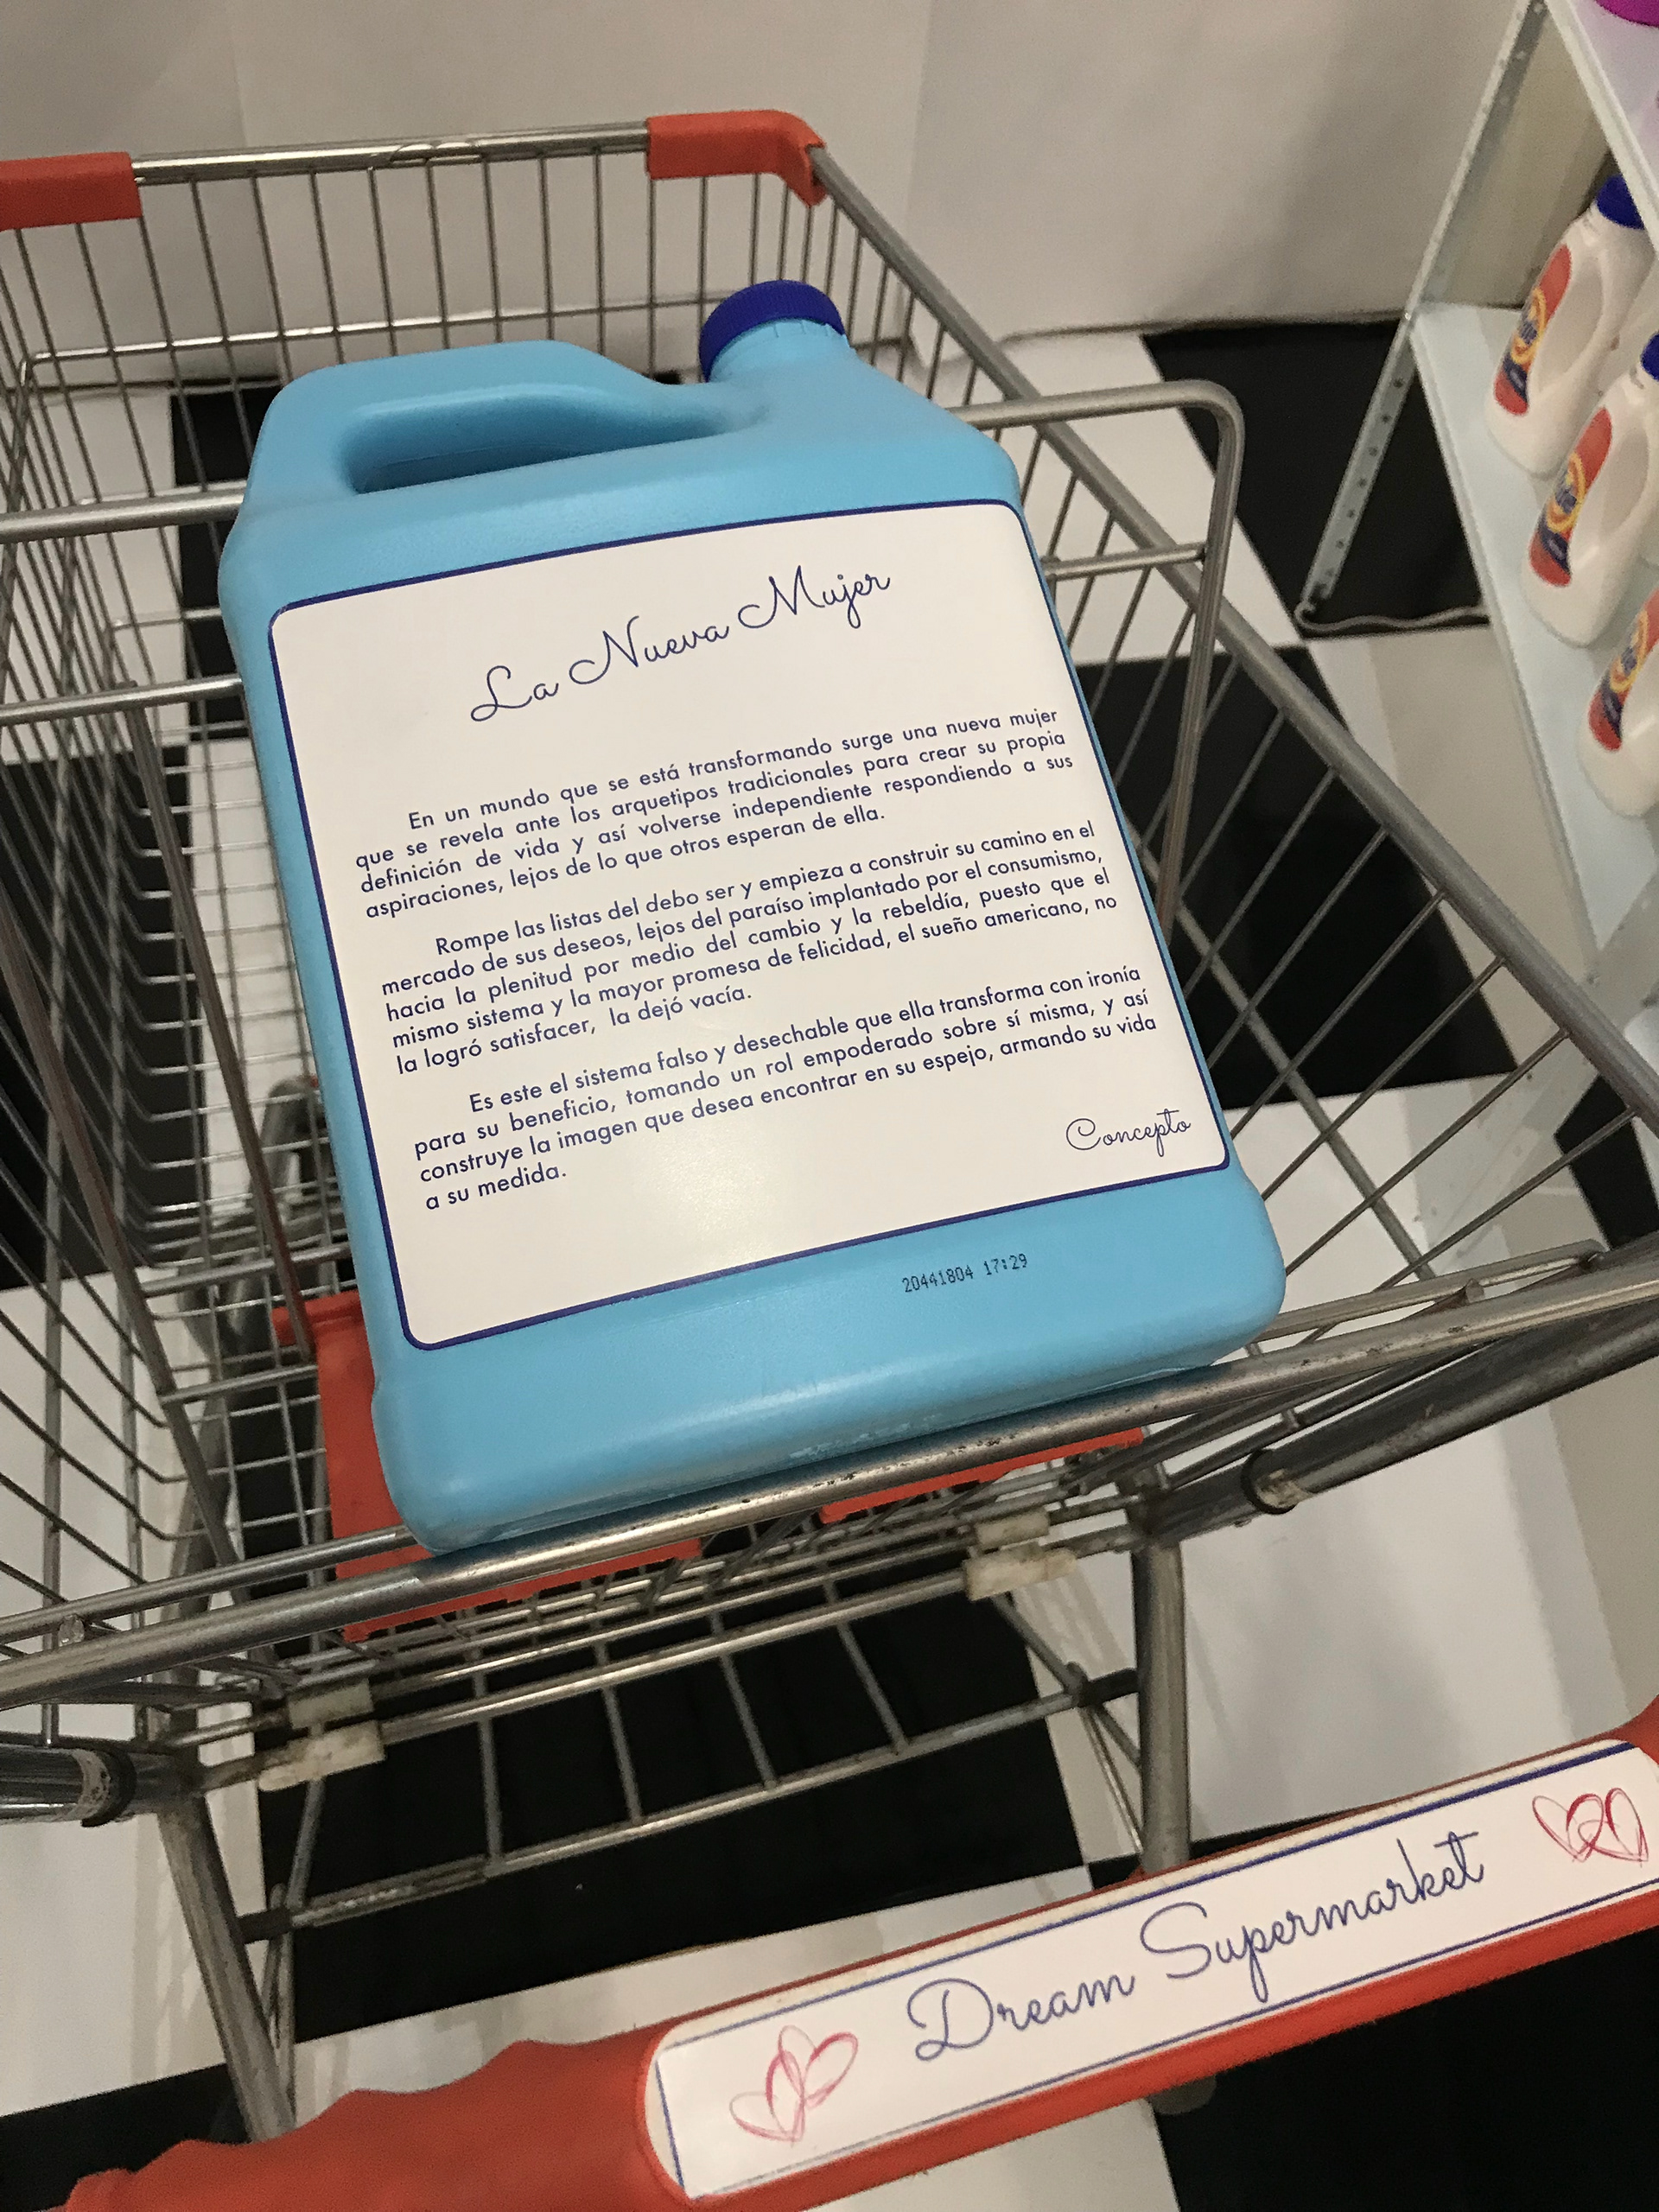 La Nueva Mujer
En un mundo que se está transformando surge una nueva mujer
que se revela ante los arquetipos tradicionales para crear su propia
definición de vida y así volverse independiente respondiendo a sus
aspiraciones, lejos de lo que otros esperan de ella.
Rompe las listas del debo ser y empieza a construir su camino en el
mercado de sus deseos, lejos del paraíso implantado por el consumismo,
hacia la plenitud por medio del cambio y la rebeldía, puesto que el
mismo sistema y la mayor promesa de felicidad, el sueño americano, no
la logró satisfacer, la dejó vacía.
Es este el sistema falso y desechable que ella transforma con ironía
para su beneficio, tomando un rol empoderado sobre sí misma, y así
construye la imagen que desea encontrar en su espejo, armando su vida
a su medida.
Concepto
20441804 17:29
Dream Supermarket